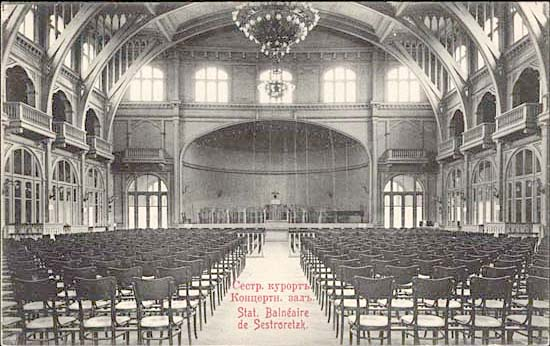 Сестр. курортъ.
Концертн. залъ.
Stat. Balnéaire
de Sestroretzk.